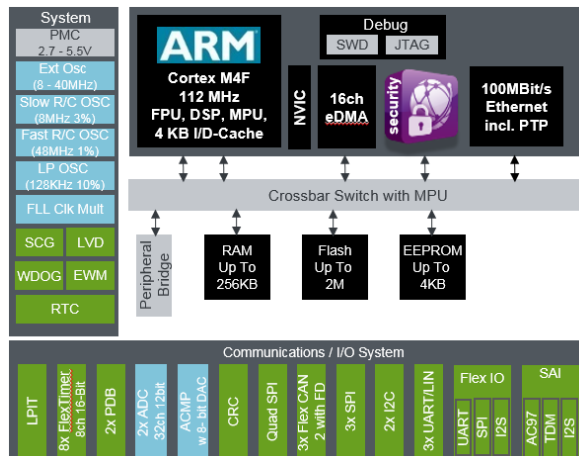 System
PMC
2.7 - 5.5V
Ext Osc
(8 - 40MHz)
Slow R/C OSC
(8MHz 3%)
Fast R/C OSC
(48MHz 1%)
LP OSC
(128KHz 10%)
FLL Clk Mult
SCG
LVD
WDOG
EWM
RTC
ARM
Cortex M4F
112 MHz
FPU, DSP, MPU,
4 KB I/D-Cache
NVIC
Debug
SWD
JTAG
16ch
eDMA
security
100MBit/s
Ethernet
incl. PTP
Crossbar Switch with MPU
Peripheral
Bridge
RAM
Up To
256KB
Flash
Up To
2M
EEPROM
Up To
4KB
Communications / I/O System
LPIT
8x FlexTimer
8ch 16-Bit
2x PDB
2x ADC
32ch 12bit
ACMP
w 8- bit DAC
CRC
Quad SPI
3x Flex CAN
2 with FD
3x SPI
2x I2C
3x UART/LIN
Flex IO
UART
SPI
I2S
SAI
AC97
TDM
I2S